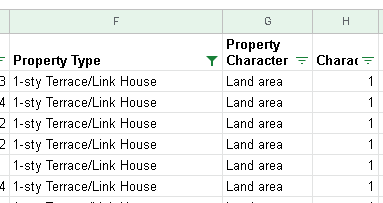 F G H
Property Type Property Character Charac
3 1-sty Terrace/Link House Land area 1
4 1-sty Terrace/Link House Land area 1
2 1-sty Terrace/Link House Land area 1
2 1-sty Terrace/Link House Land area 1
1-sty Terrace/Link House Land area 1
4 1-sty Terrace/Link House Land area 1